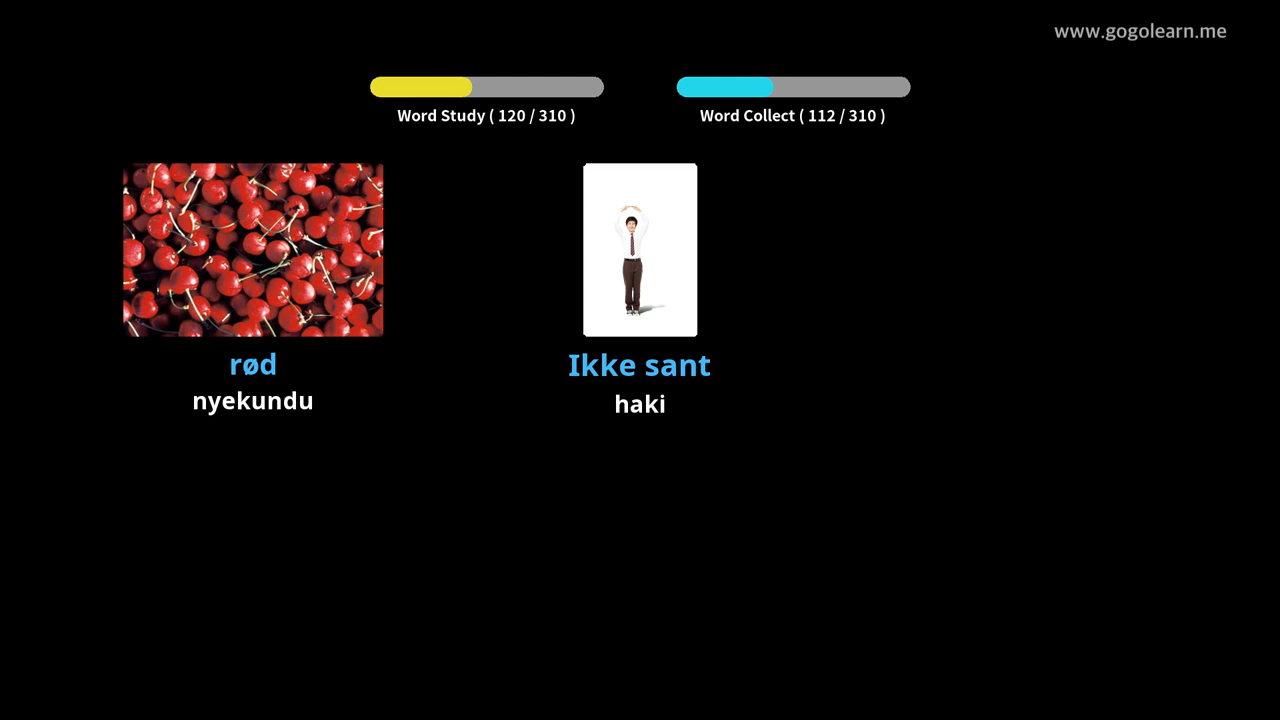 www.gogolearn.me
Word Study ( 120 / 310 )
Word Collect ( 112 / 310 )
rød
nyekundu
Ikke sant
haki